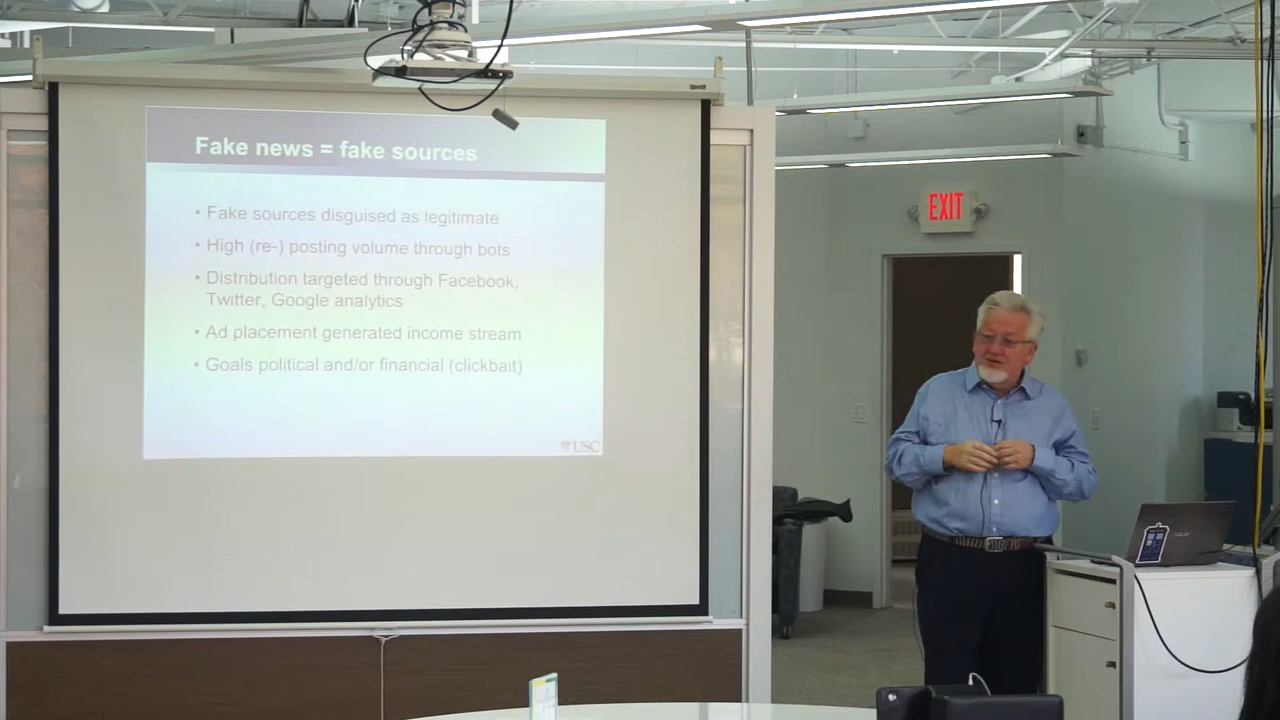 Fake news = fake sources
• Fake sources disguised as legitimate
• High (re-) posting volume through bots
• Distribution targeted through Facebook,
Twitter, Google analytics
• Ad placement generated income stream
• Goals political and/or financial (clickbait)
USC
EXIT